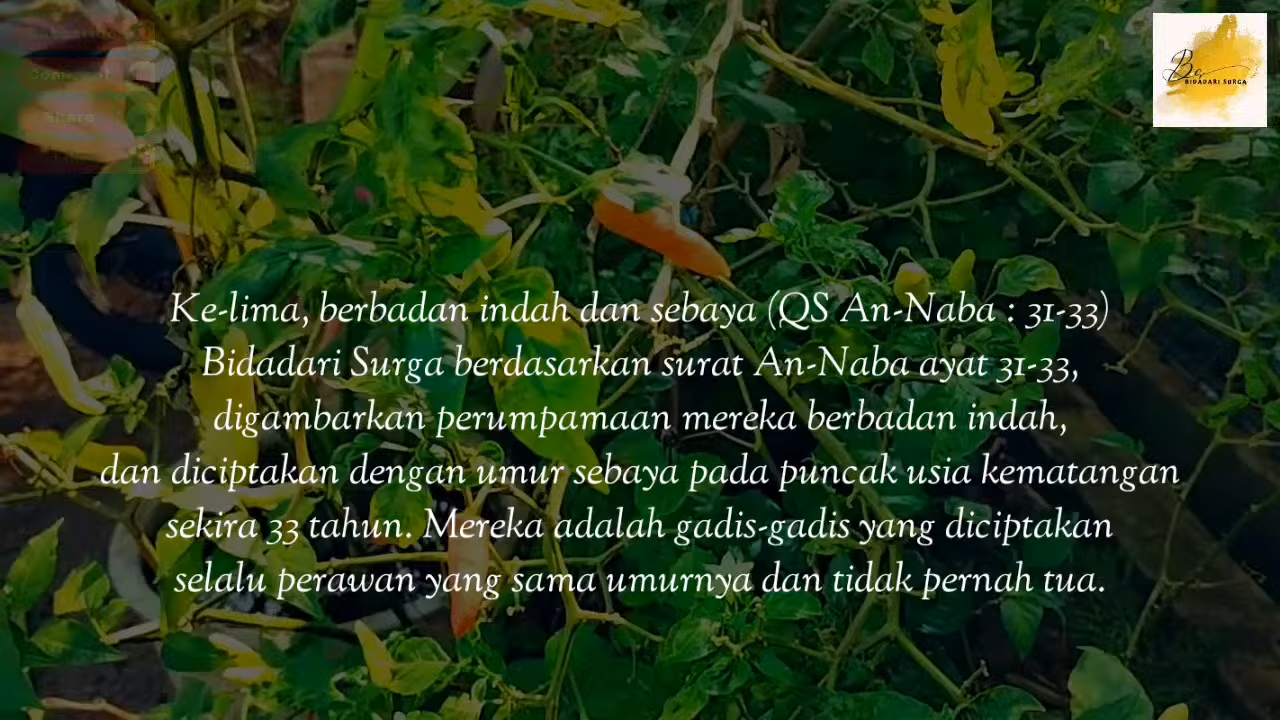 BIDADARI SURGA
Share
Ke-lima, berbadan indah dan sebaya (QS An-Naba : 31-33)
Bidadari Surga berdasarkan surat An-Naba ayat 31-33,
digambarkan perumpamaan mereka berbadan indah,
dan diciptakan dengan umur sebaya pada puncak usia kematangan
sekira 33 tahun. Mereka adalah gadis-gadis yang diciptakan
selalu perawan yang sama umurnya dan tidak pernah tua.